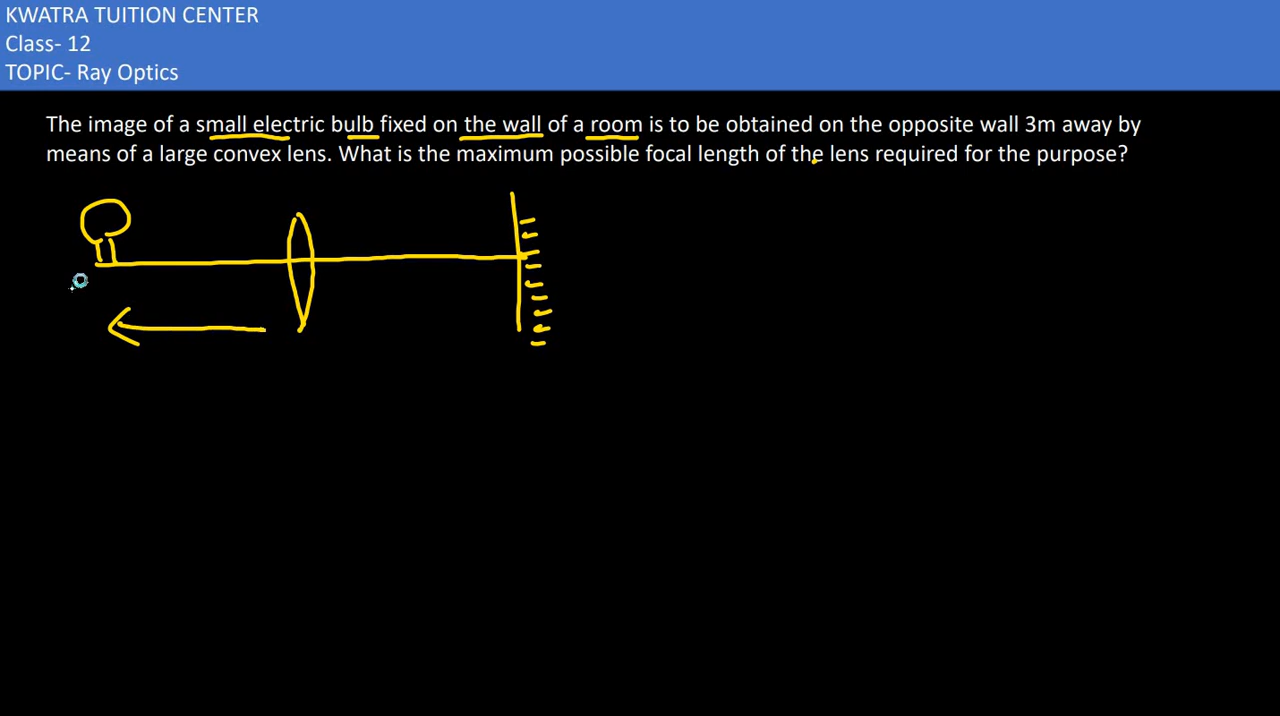 KWATRA TUITION CENTER
Class- 12
TOPIC- Ray Optics
The image of a small electric bulb fixed on the wall of a room is to be obtained on the opposite wall 3m away by
means of a large convex lens. What is the maximum possible focal length of the lens required for the purpose?